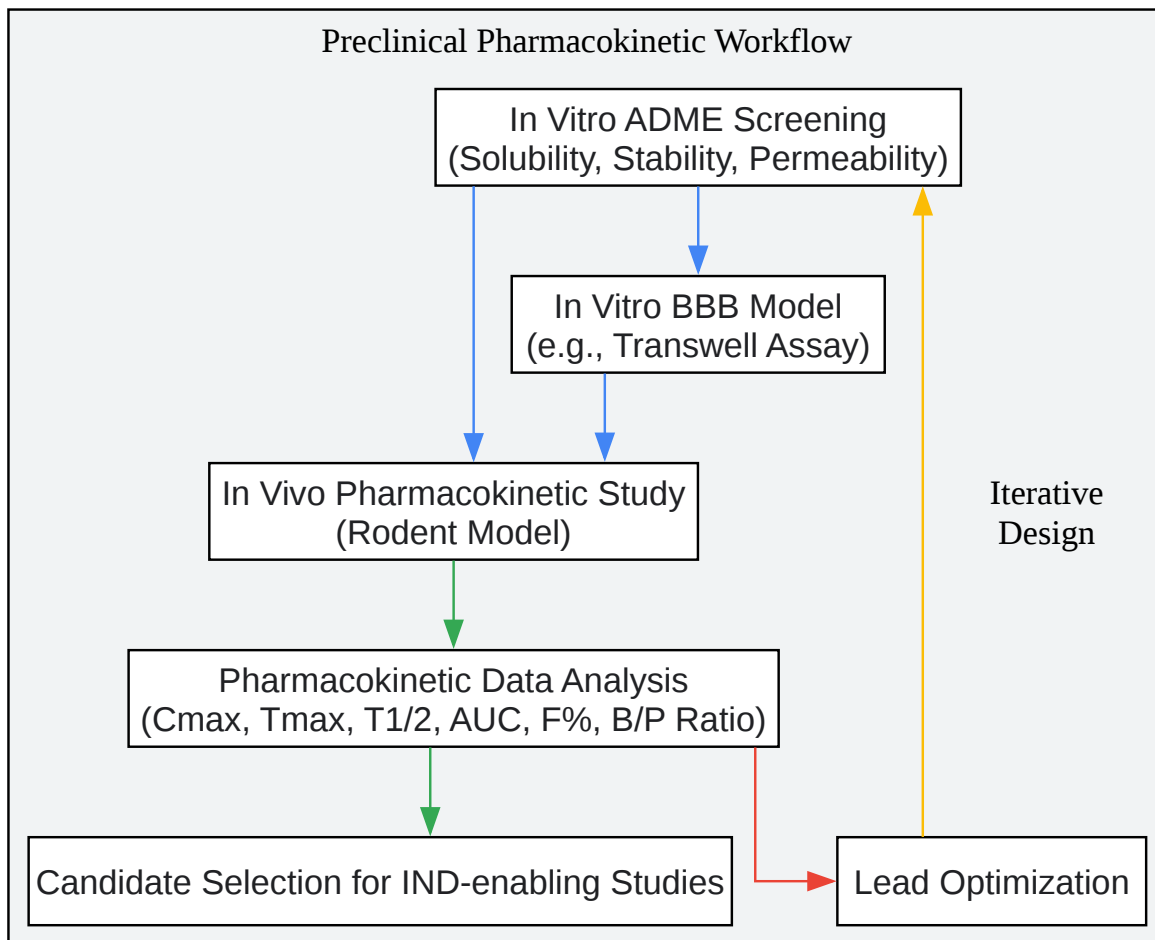 Preclinical Pharmacokinetic Workflow
In Vitro ADME Screening
(Solubility, Stability, Permeability)
In Vitro BBB Model
(e.g., Transwell Assay)
In Vivo Pharmacokinetic Study
(Rodent Model)
Iterative
Design
Pharmacokinetic Data Analysis
(Cmax, Tmax, T1/2, AUC, F%, B/P Ratio)
Candidate Selection for IND-enabling Studies
Lead Optimization